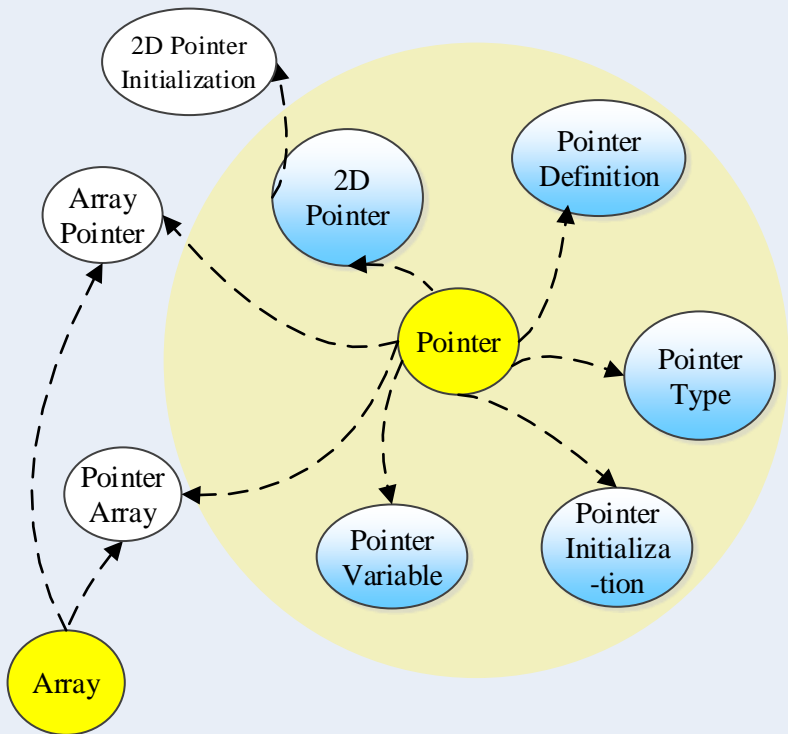 2D Pointer
Initialization
Pointer
Definition
2D
Pointer
Array
Pointer
Pointer
Pointer
Type
Pointer
Array
Pointer
Variable
Pointer
Initializa
-tion
Array